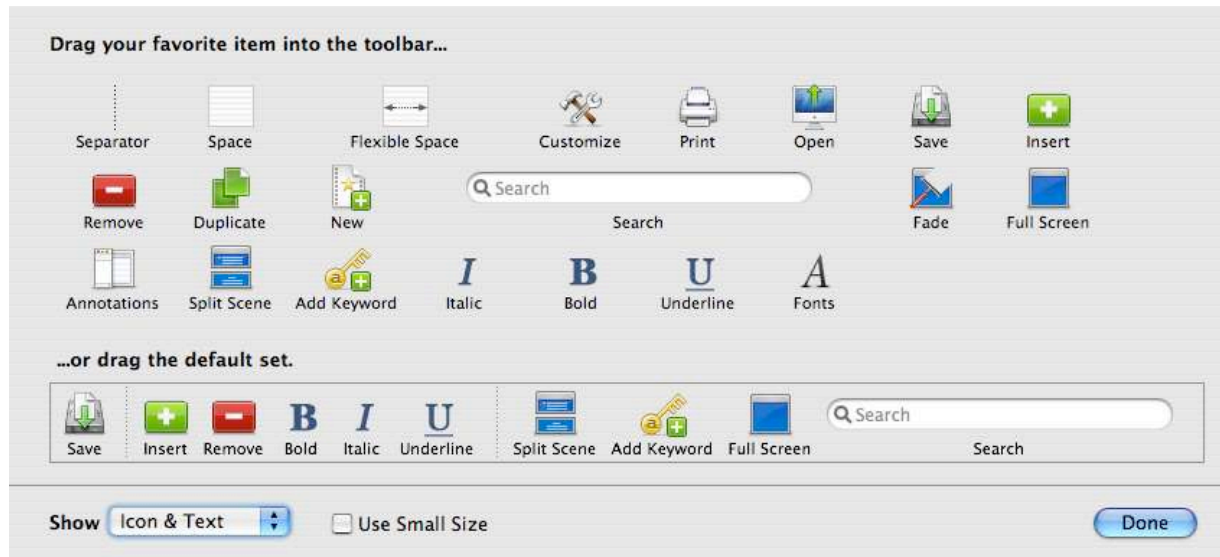 Drag your favorite item into the toolbar...
Separator Space Flexible Space Customize Print Open Save Insert
Search
Remove Duplicate New Search Fade Full Screen
a I B U A
Annotations Split Scene Add Keyword Italic Bold Underline Fonts
...or drag the default set.
B I U a Search
Save Insert Remove Bold Italic Underline Split Scene Add Keyword Full Screen Search
Show Icon & Text Use Small Size Done